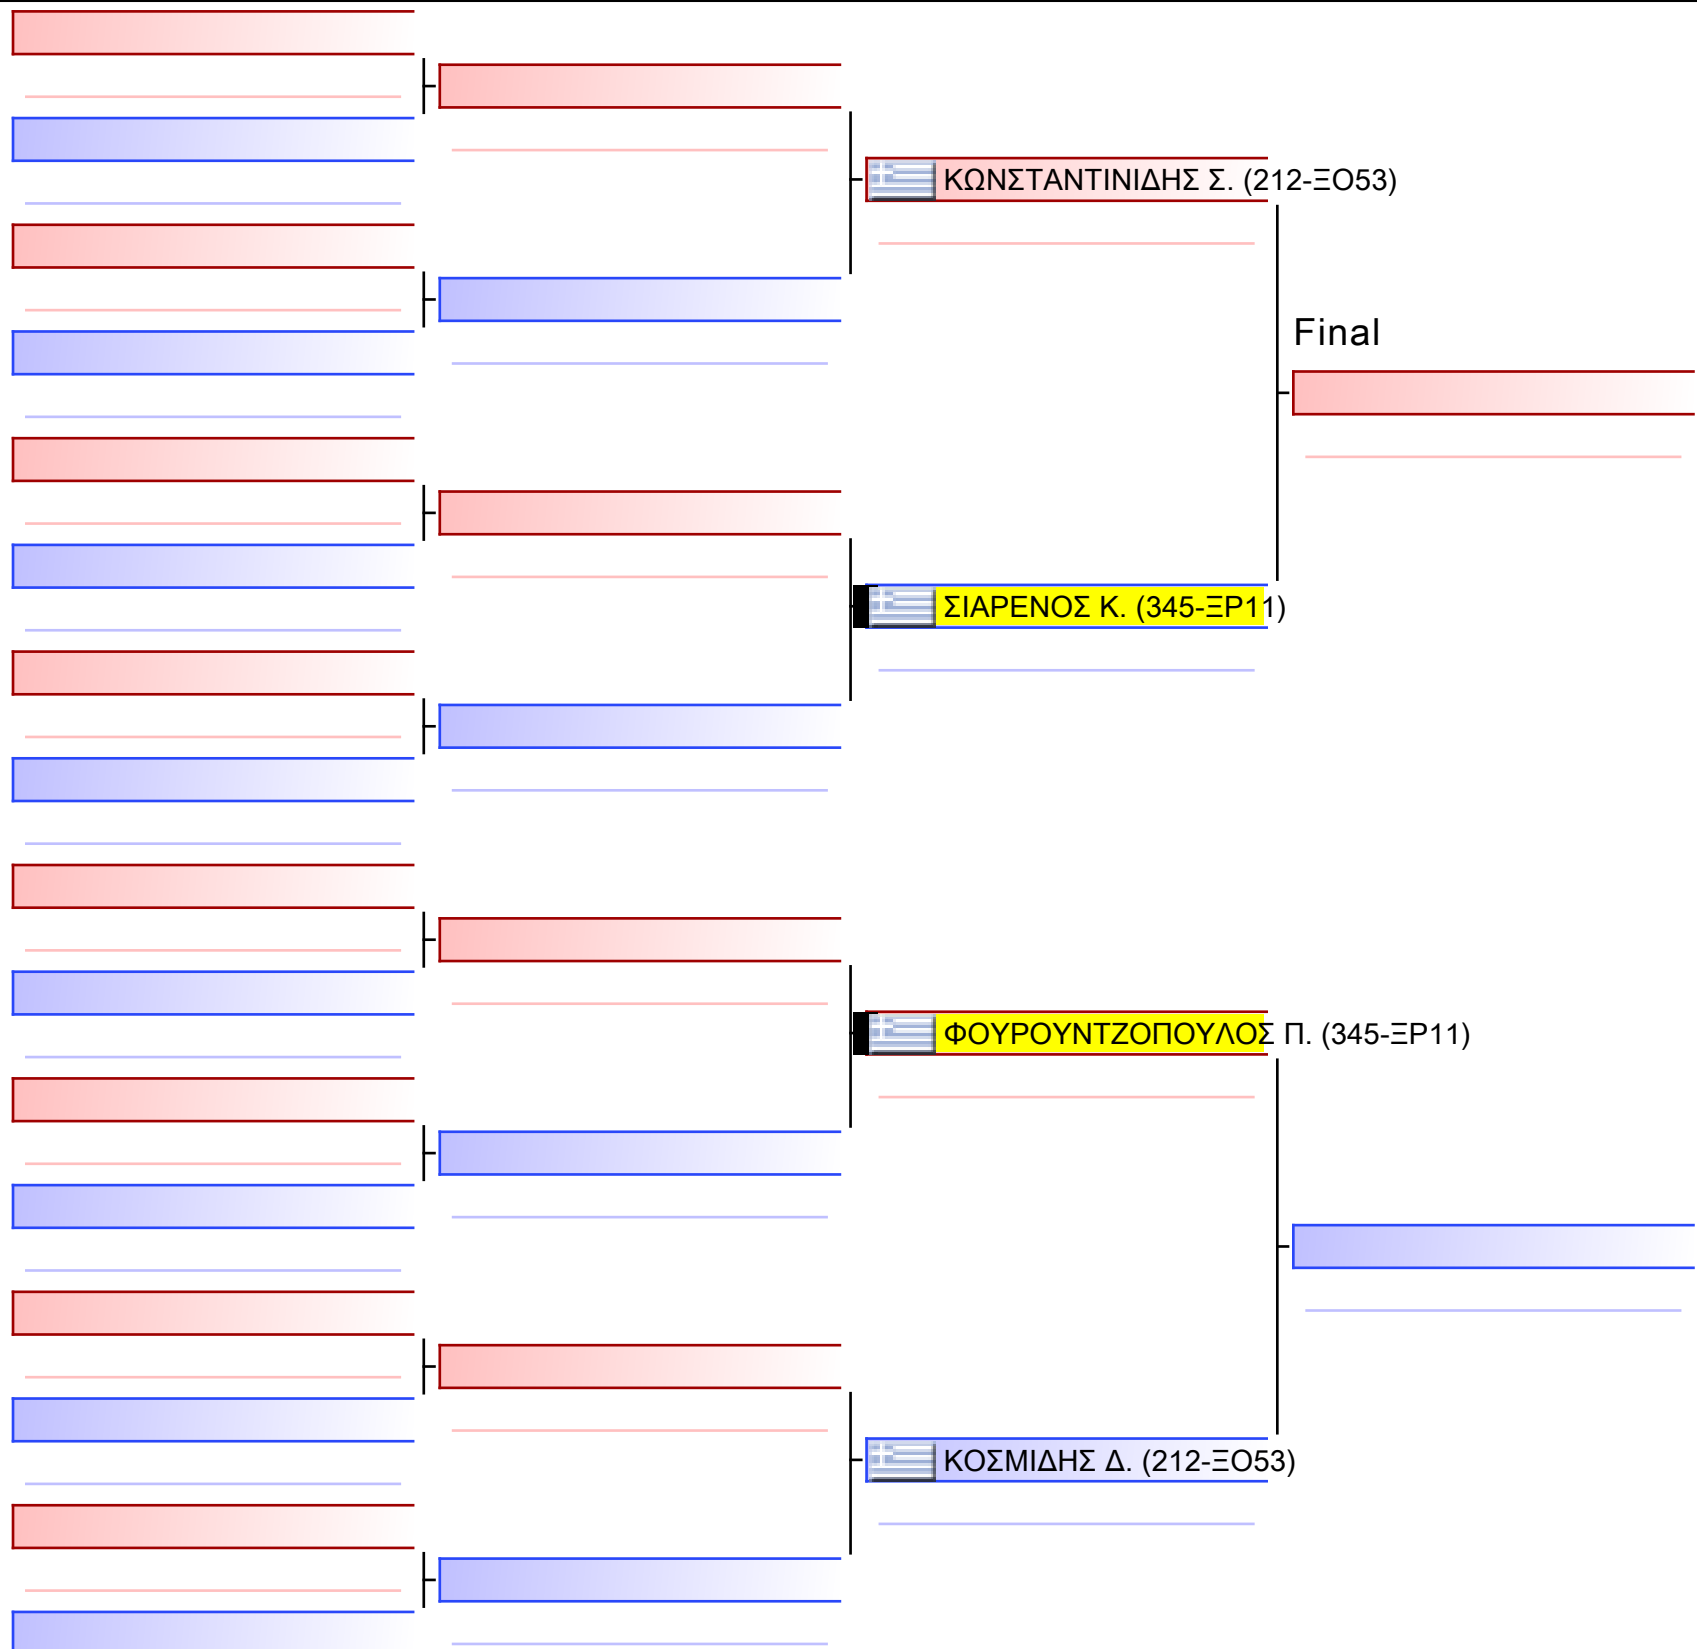 ΚΩΝΣΤΑΝΤΙΝΙΔΗΣ Σ. (212-ΞΟ53)
Final
ΣΙΑΡΕΝΟΣ Κ. (345-ΞΡ11)
ΦΟΥΡΟΥΝΤΖΟΠΟΥΛΟΣ Π. (345-ΞΡ11)
ΚΟΣΜΙΔΗΣ Δ. (212-ΞΟ53)